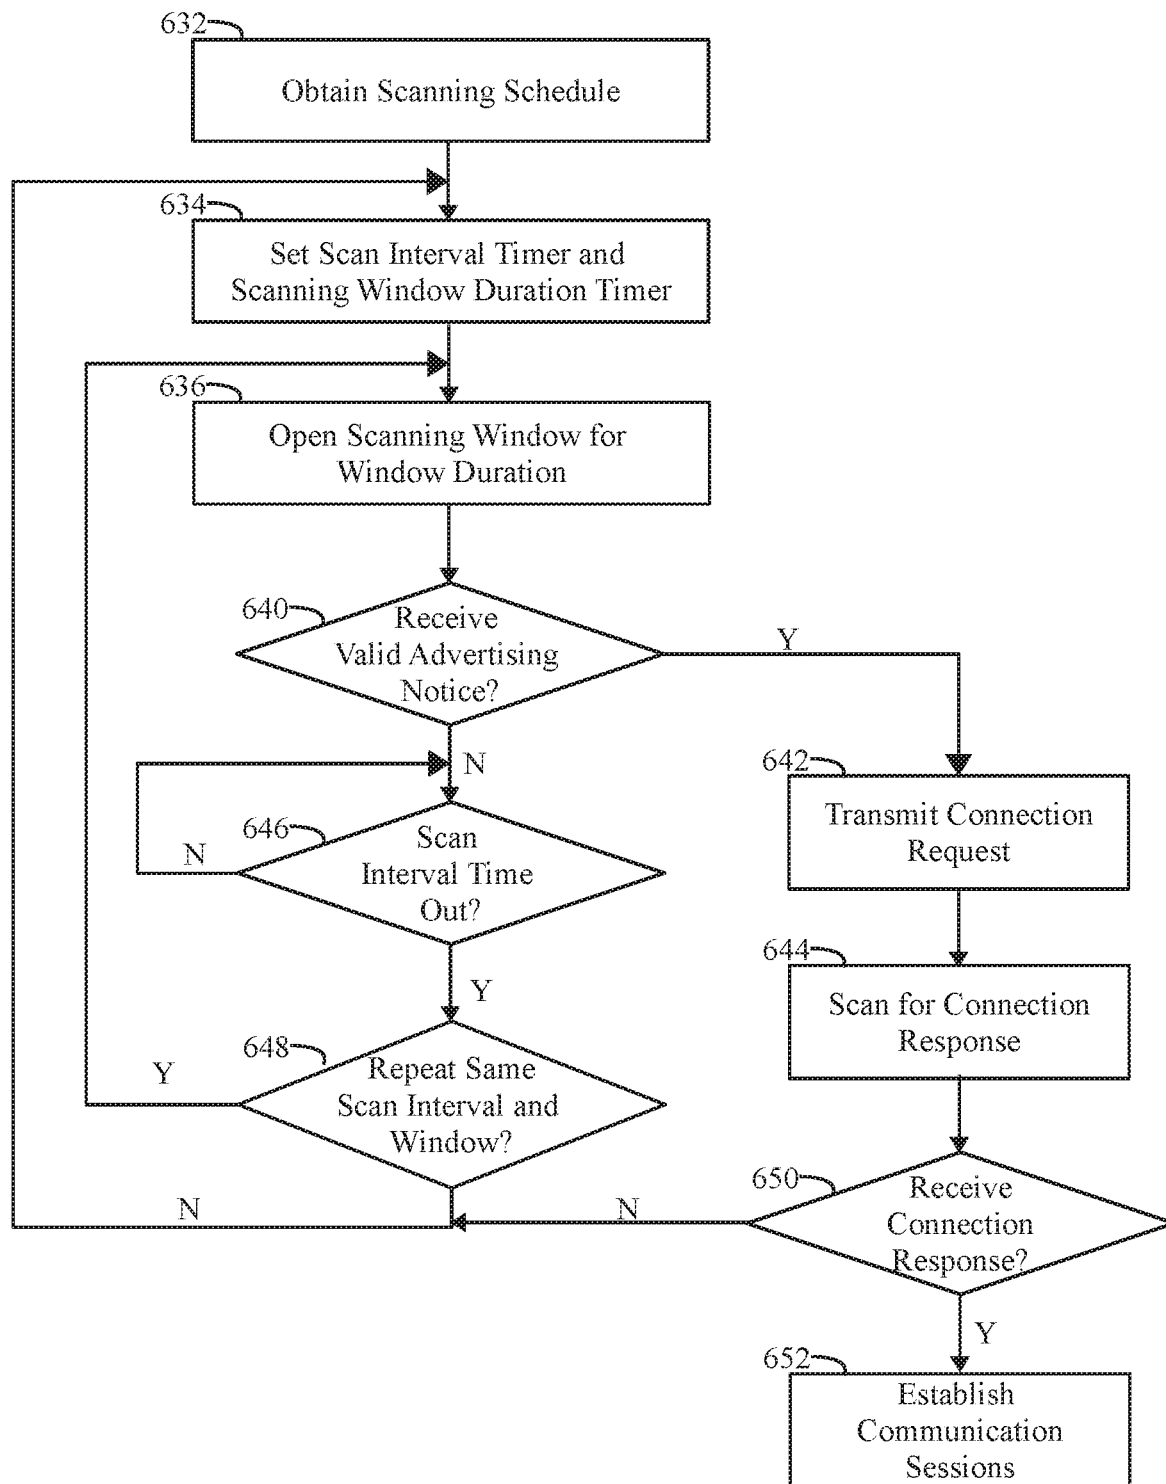 632
Obtain Scanning Schedule
634
Set Scan Interval Timer and
Scanning Window Duration Timer
636
Open Scanning Window for
Window Duration
640
Receive
Valid Advertising
Notice?
Y
N
642
Transmit Connection
Request
646
Scan
Interval Time
Out?
N
Y
644
Scan for Connection
Response
648
Repeat Same
Scan Interval and
Window?
Y
N
650
Receive
Connection
Response?
N
Y
652
Establish
Communication
Sessions